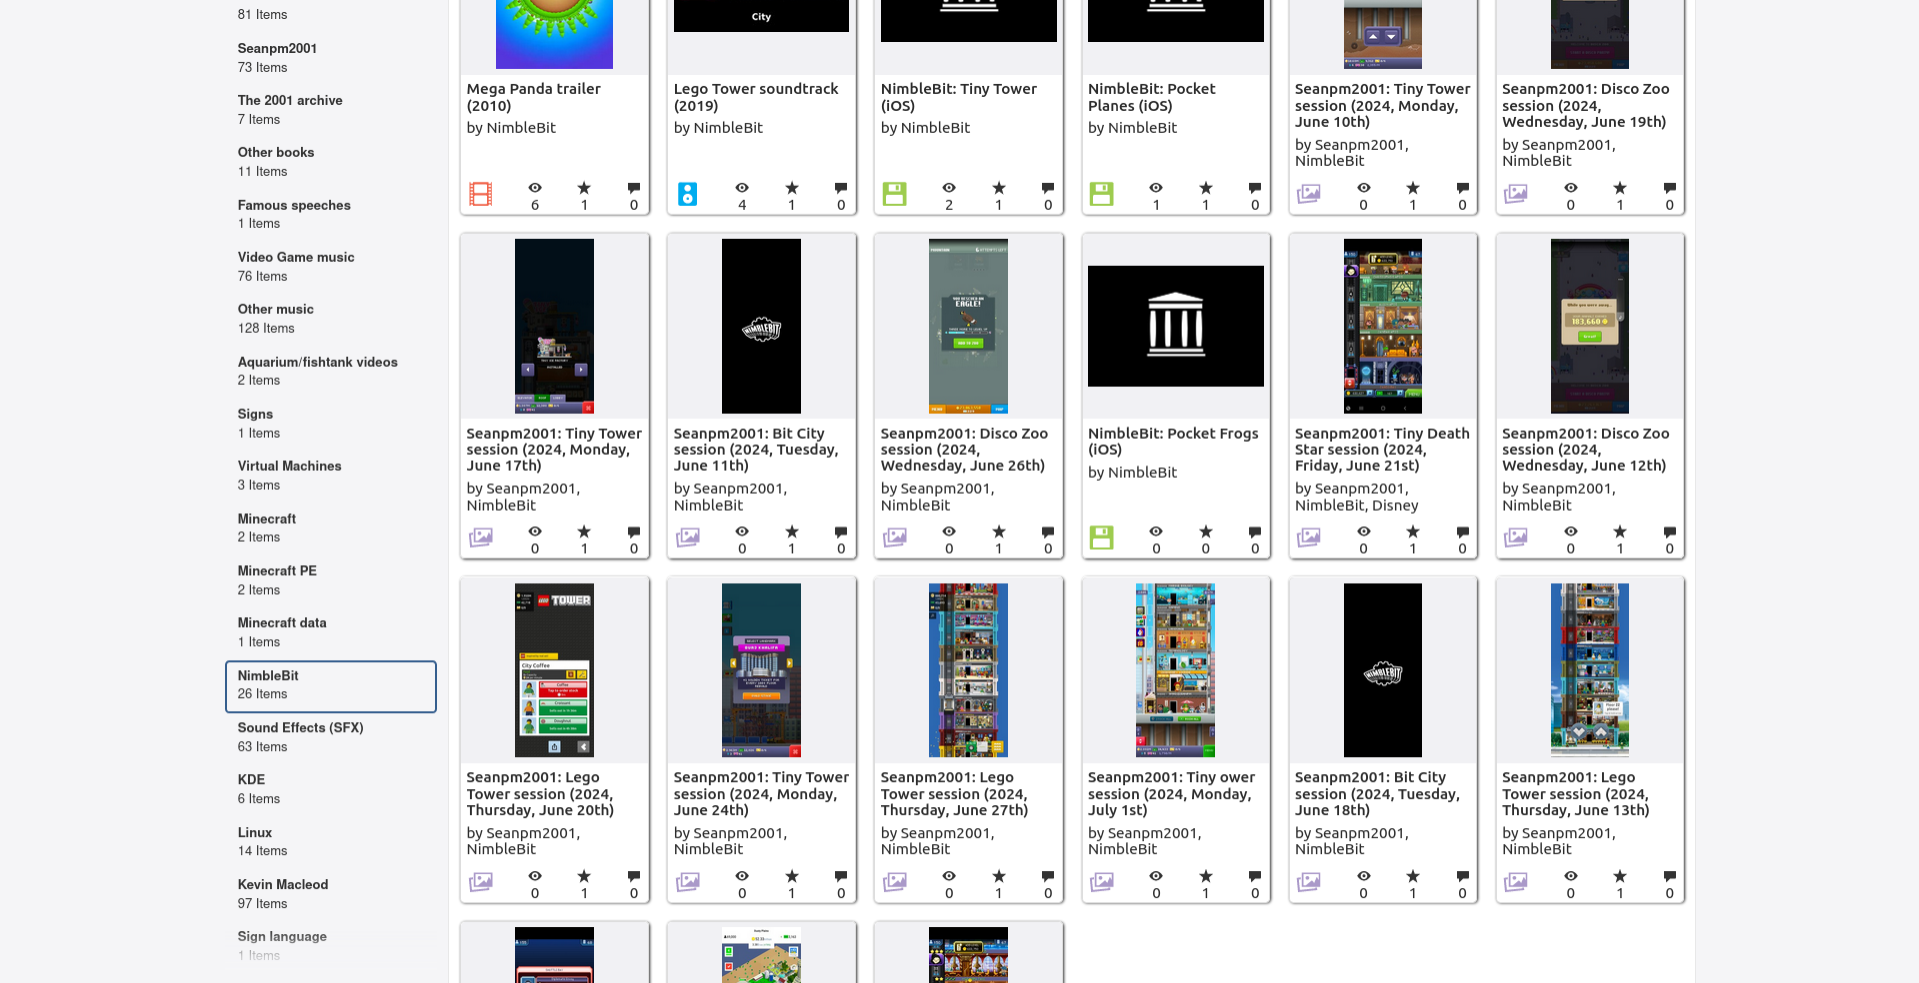 81 Items
Seanpm2001
73 Items
The 2001 archive
7 Items
Other books
11 Items
Famous speeches
1 Items
Video Game music
76 Items
Other music
128 Items
Aquarium/fishtank videos
2 Items
Signs
1 Items
Virtual Machines
3 Items
Minecraft
2 Items
Minecraft PE
2 Items
Minecraft data
1 Items
NimbleBit
26 Items
Sound Effects (SFX)
63 Items
KDE
6 Items
Linux
14 Items
Kevin Macleod
97 Items
Sign language
1 Items
City
Mega Panda trailer
(2010)
by NimbleBit
6 1 0
Lego Tower soundtrack
(2019)
by NimbleBit
4 1 0
NimbleBit: Tiny Tower
(iOS)
by NimbleBit
2 1 0
NimbleBit: Pocket
Planes (iOS)
by NimbleBit
1 1 0
Seanpm2001: Tiny Tower
session (2024, Monday,
June 10th)
by Seanpm2001,
NimbleBit
0 1 0
Seanpm2001: Disco Zoo
session (2024,
Wednesday, June 19th)
by Seanpm2001,
NimbleBit
0 1 0
Seanpm2001: Tiny Tower
session (2024, Monday,
June 17th)
by Seanpm2001,
NimbleBit
0 1 0
NIMBLEBIT
Seanpm2001: Bit City
session (2024, Tuesday,
June 11th)
by Seanpm2001,
NimbleBit
0 1 0
EAGLE!
Seanpm2001: Disco Zoo
session (2024,
Wednesday, June 26th)
by Seanpm2001,
NimbleBit
0 1 0
NimbleBit: Pocket Frogs
(iOS)
by NimbleBit
0 0 0
Seanpm2001: Tiny Death
Star session (2024,
Friday, June 21st)
by Seanpm2001,
NimbleBit, Disney
0 1 0
While you were away...
183,660
Seanpm2001: Disco Zoo
session (2024,
Wednesday, June 12th)
by Seanpm2001,
NimbleBit
0 1 0
LEGO TOWER
City Coffee
Coffee
Croissant
Doughnut
Seanpm2001: Lego
Tower session (2024,
Thursday, June 20th)
by Seanpm2001,
NimbleBit
0 1 0
Seanpm2001: Tiny Tower
session (2024, Monday,
June 24th)
by Seanpm2001,
NimbleBit
0 1 0
Seanpm2001: Lego
Tower session (2024,
Thursday, June 27th)
by Seanpm2001,
NimbleBit
0 1 0
Seanpm2001: Tiny ower
session (2024, Monday,
July 1st)
by Seanpm2001,
NimbleBit
0 1 0
NIMBLEBIT
Seanpm2001: Bit City
session (2024, Tuesday,
June 18th)
by Seanpm2001,
NimbleBit
0 1 0
Seanpm2001: Lego
Tower session (2024,
Thursday, June 13th)
by Seanpm2001,
NimbleBit
0 1 0